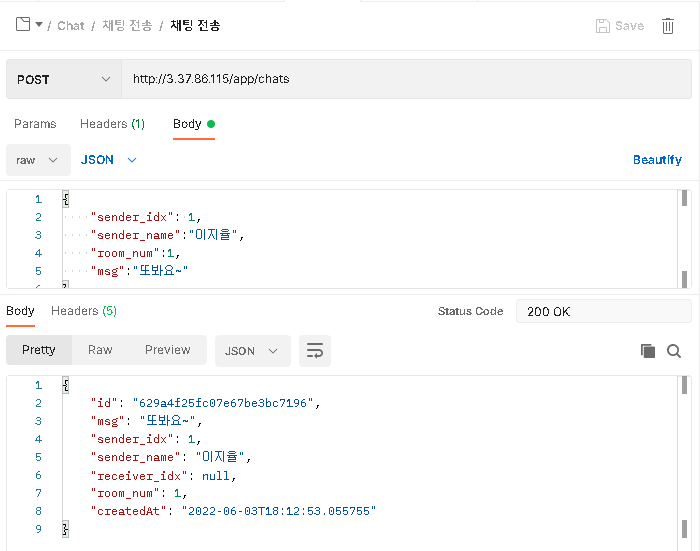 / Chat / 채팅 전송 / 채팅 전송 Save
POST http://3.37.86.115/app/chats
Params Headers (1) Body
raw JSON Beautify
1 {
2 "sender_idx": 1,
3 "sender_name":"이지율",
4 "room_num":1,
5 "msg":"또봐요~"
6 }
Body Headers (5) Status Code 200 OK
Pretty Raw Preview JSON
1 {
2 "id": "629a4f25fc07e67be3bc7196",
3 "msg": "또봐요~",
4 "sender_idx": 1,
5 "sender_name": "이지율",
6 "receiver_idx": null,
7 "room_num": 1,
8 "createdAt": "2022-06-03T18:12:53.055755"
9 }